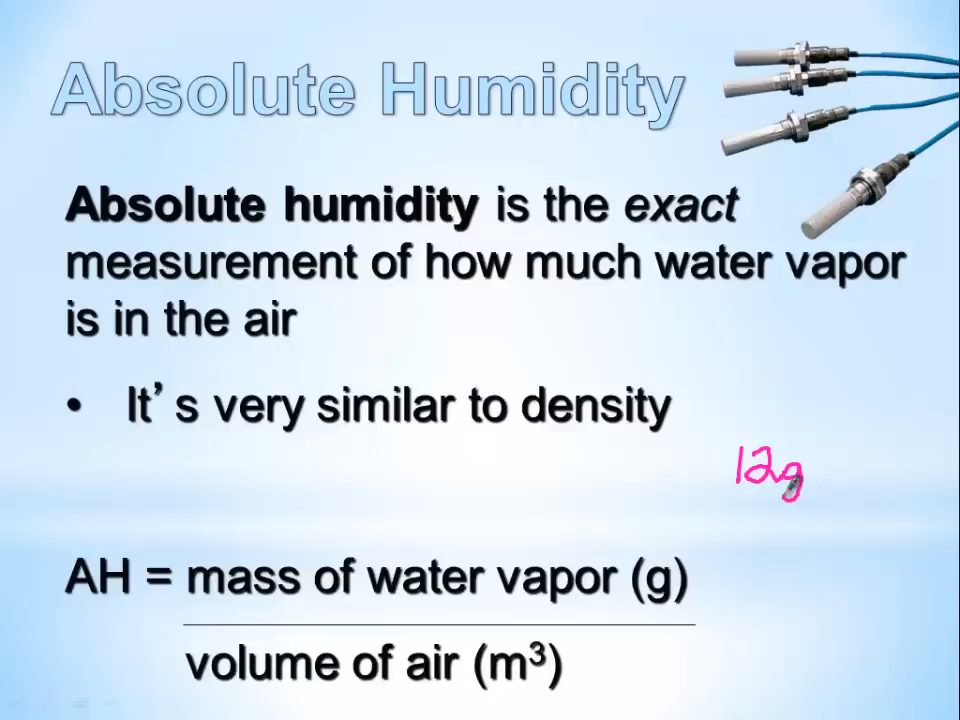 Absolute Humidity
Absolute humidity is the exact
measurement of how much water vapor
is in the air
• It’s very similar to density
12g
AH = mass of water vapor (g)
volume of air (m³)